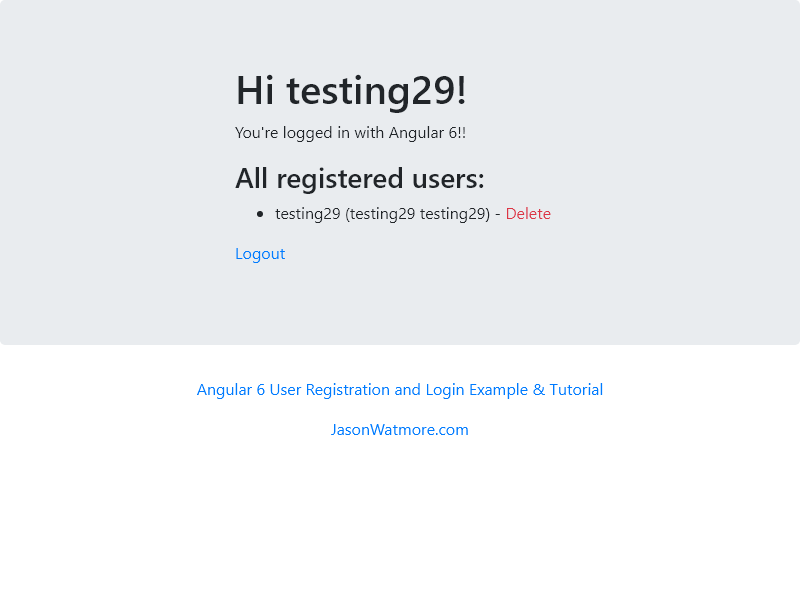 Hi testing29!
You're logged in with Angular 6!!
All registered users:
testing29 (testing29 testing29) - Delete
Logout
Angular 6 User Registration and Login Example & Tutorial
JasonWatmore.com